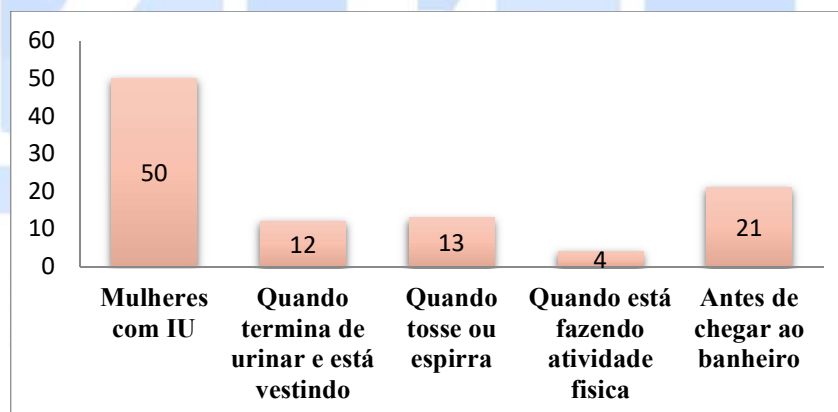 60
50
40
30
20
10
0
50
12
13
4
21
Mulheres
com IU
Quando
termina de
urinar e está
vestindo
Quando
tosse ou
espirra
Quando está
fazendo
atividade
fisica
Antes de
chegar ao
banheiro